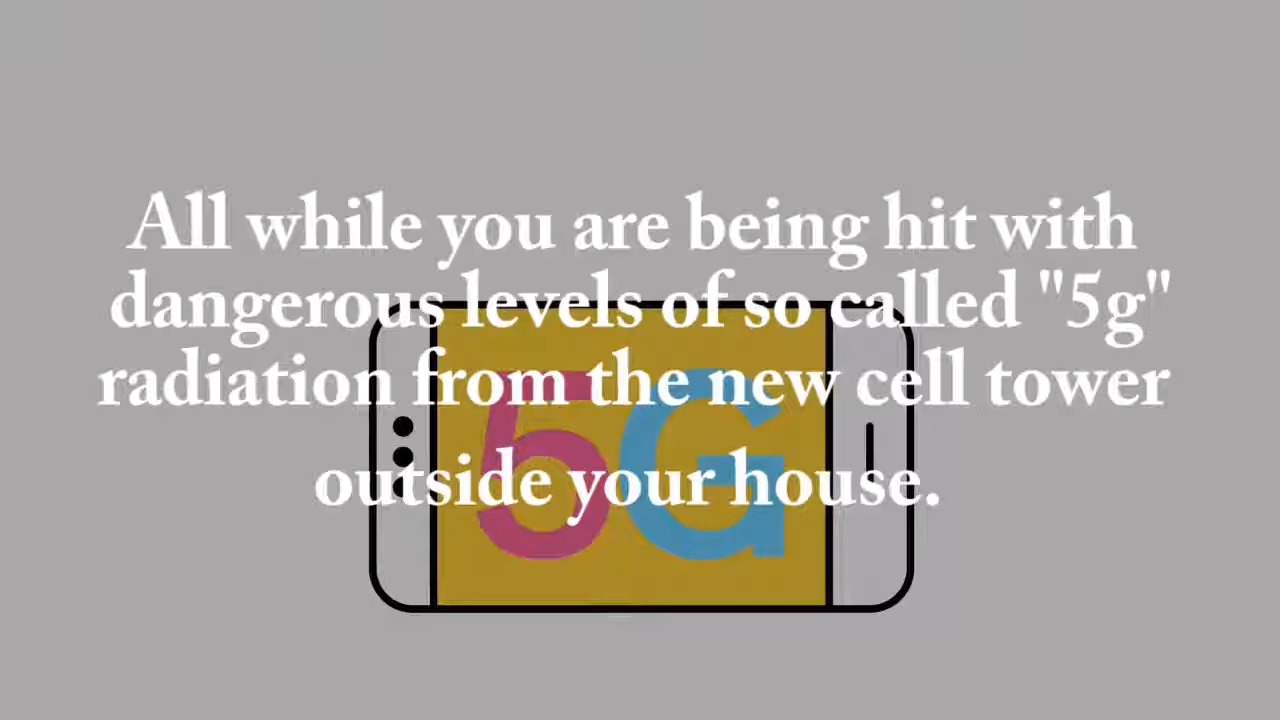 All while you are being hit with
dangerous levels of so called "5g"
radiation from the new cell tower
outside your house.
5G